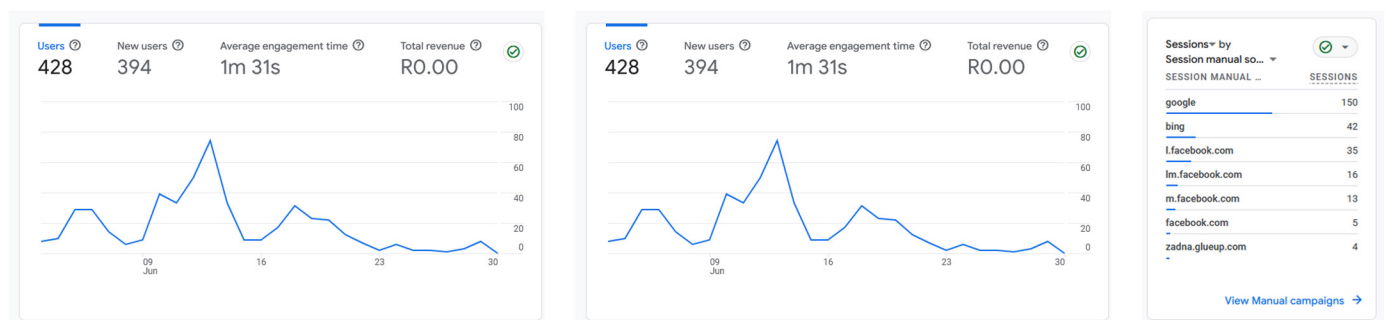 Users New users Average engagement time Total revenue
428 394 1m 31s R0.00
100
80
60
40
20
0
09 16 23 30
Jun
Users New users Average engagement time Total revenue
428 394 1m 31s R0.00
100
80
60
40
20
0
09 16 23 30
Jun
Sessions by
Session manual so...
SESSION MANUAL ... SESSIONS
google 150
bing 42
l.facebook.com 35
lm.facebook.com 16
m.facebook.com 13
facebook.com 5
zadna.glueup.com 4
View Manual campaigns